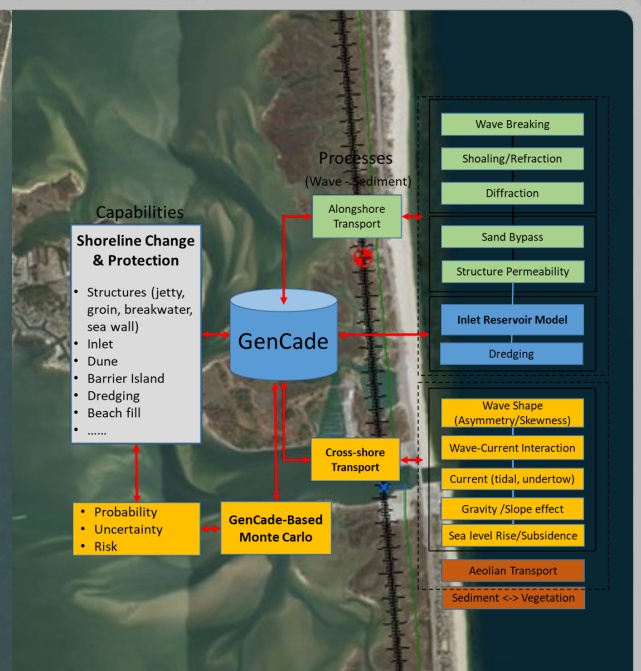 Capabilities
Shoreline Change
& Protection
• Structures (jetty,
groin, breakwater,
sea wall)
• Inlet
• Dune
• Barrier Island
• Dredging
• Beach fill
• ......
• Probability
• Uncertainty
• Risk
GenCade
GenCade-Based
Monte Carlo
Processes
(Wave - Sediment)
Alongshore
Transport
Cross-shore
Transport
Wave Breaking
Shoaling/Refraction
Diffraction
Sand Bypass
Structure Permeability
Inlet Reservoir Model
Dredging
Wave Shape
(Asymmetry/Skewness)
Wave-Current Interaction
Current (tidal, undertow)
Gravity /Slope effect
Sea level Rise/Subsidence
Aeolian Transport
Sediment <-> Vegetation